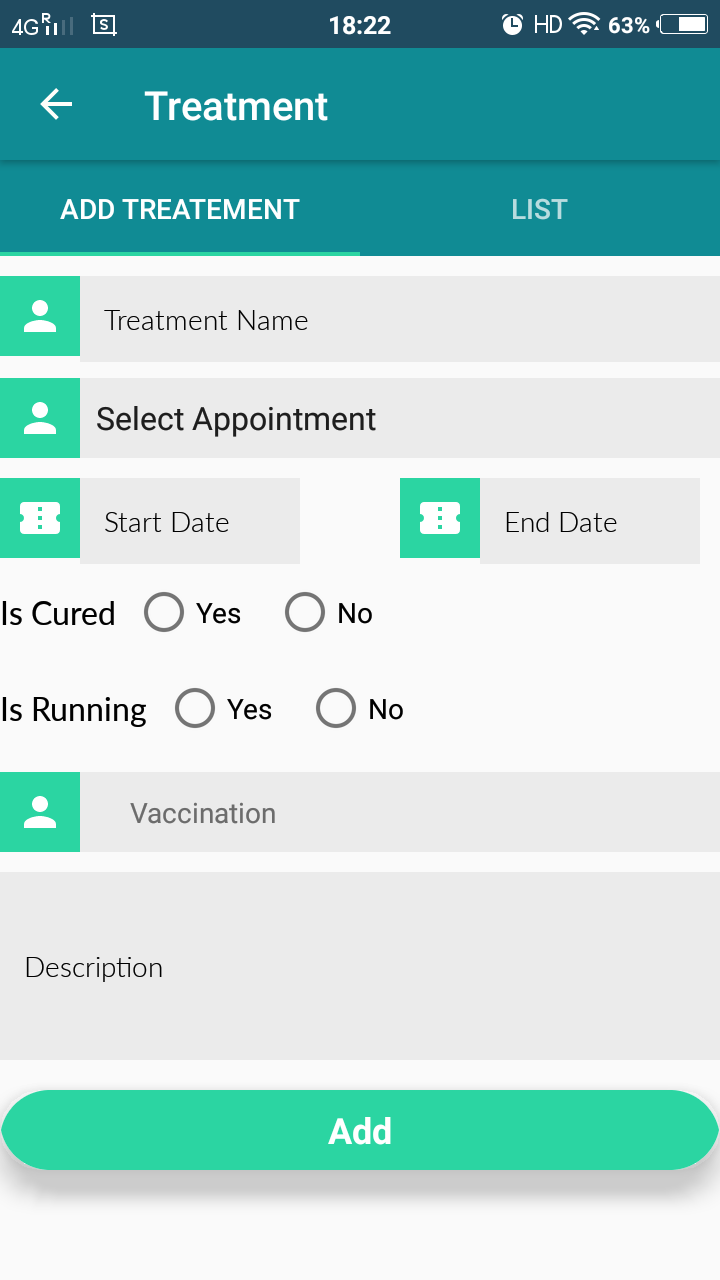 4G R S 18:22 HD 63%
Treatment
ADD TREATEMENT LIST
Treatment Name
Select Appointment
Start Date End Date
Is Cured Yes No
Is Running Yes No
Vaccination
Description
Add